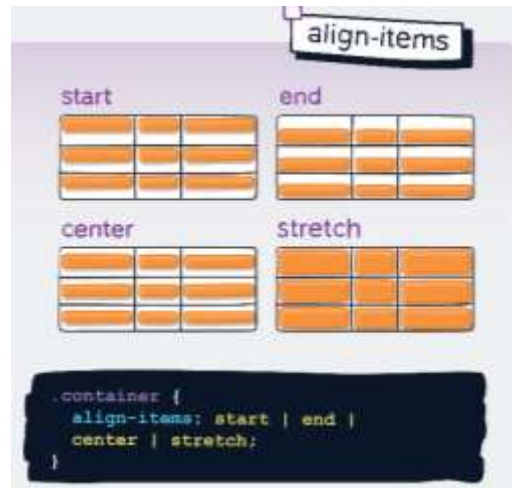 align-items
start end
center stretch
.container {
align-items: start | end |
center | stretch;
}